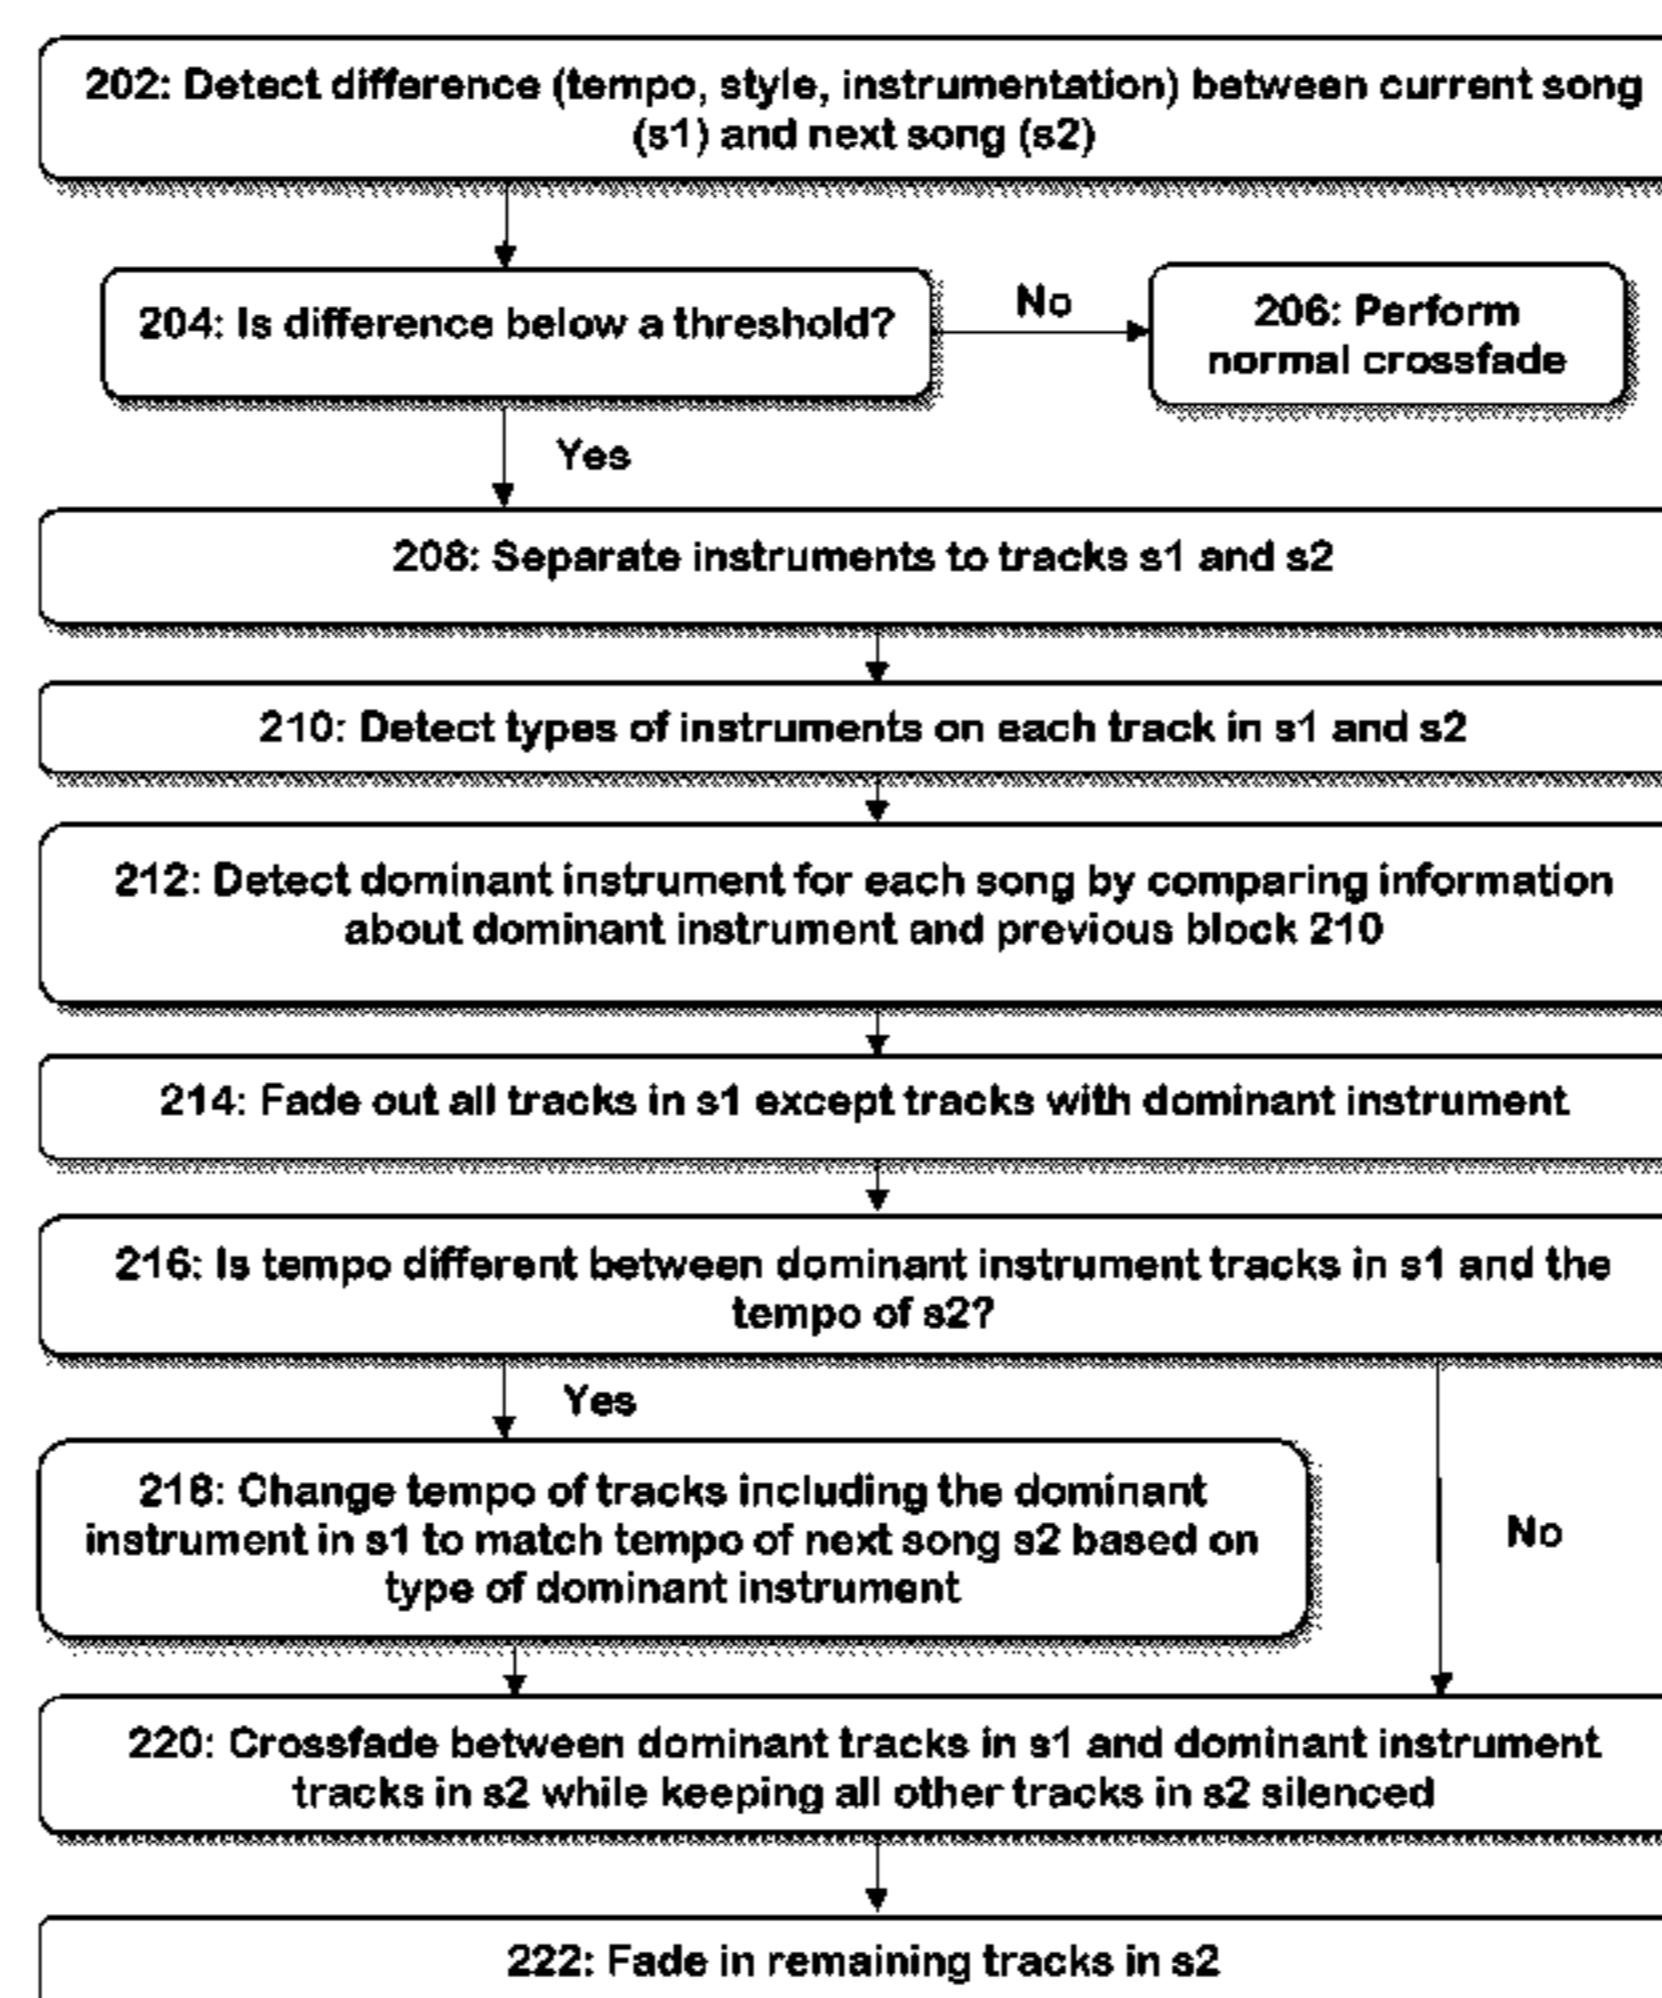 202: Detect difference (tempo, style, instrumentation) between current song
(s1) and next song (s2)
204: Is difference below a threshold?
No
206: Perform
normal crossfade
Yes
208: Separate instruments to tracks s1 and s2
210: Detect types of instruments on each track in s1 and s2
212: Detect dominant instrument for each song by comparing information
about dominant instrument and previous block 210
214: Fade out all tracks in s1 except tracks with dominant instrument
216: Is tempo different between dominant instrument tracks in s1 and the
tempo of s2?
Yes
218: Change tempo of tracks including the dominant
instrument in s1 to match tempo of next song s2 based on
type of dominant instrument
No
220: Crossfade between dominant tracks in s1 and dominant instrument
tracks in s2 while keeping all other tracks in s2 silenced
222: Fade in remaining tracks in s2